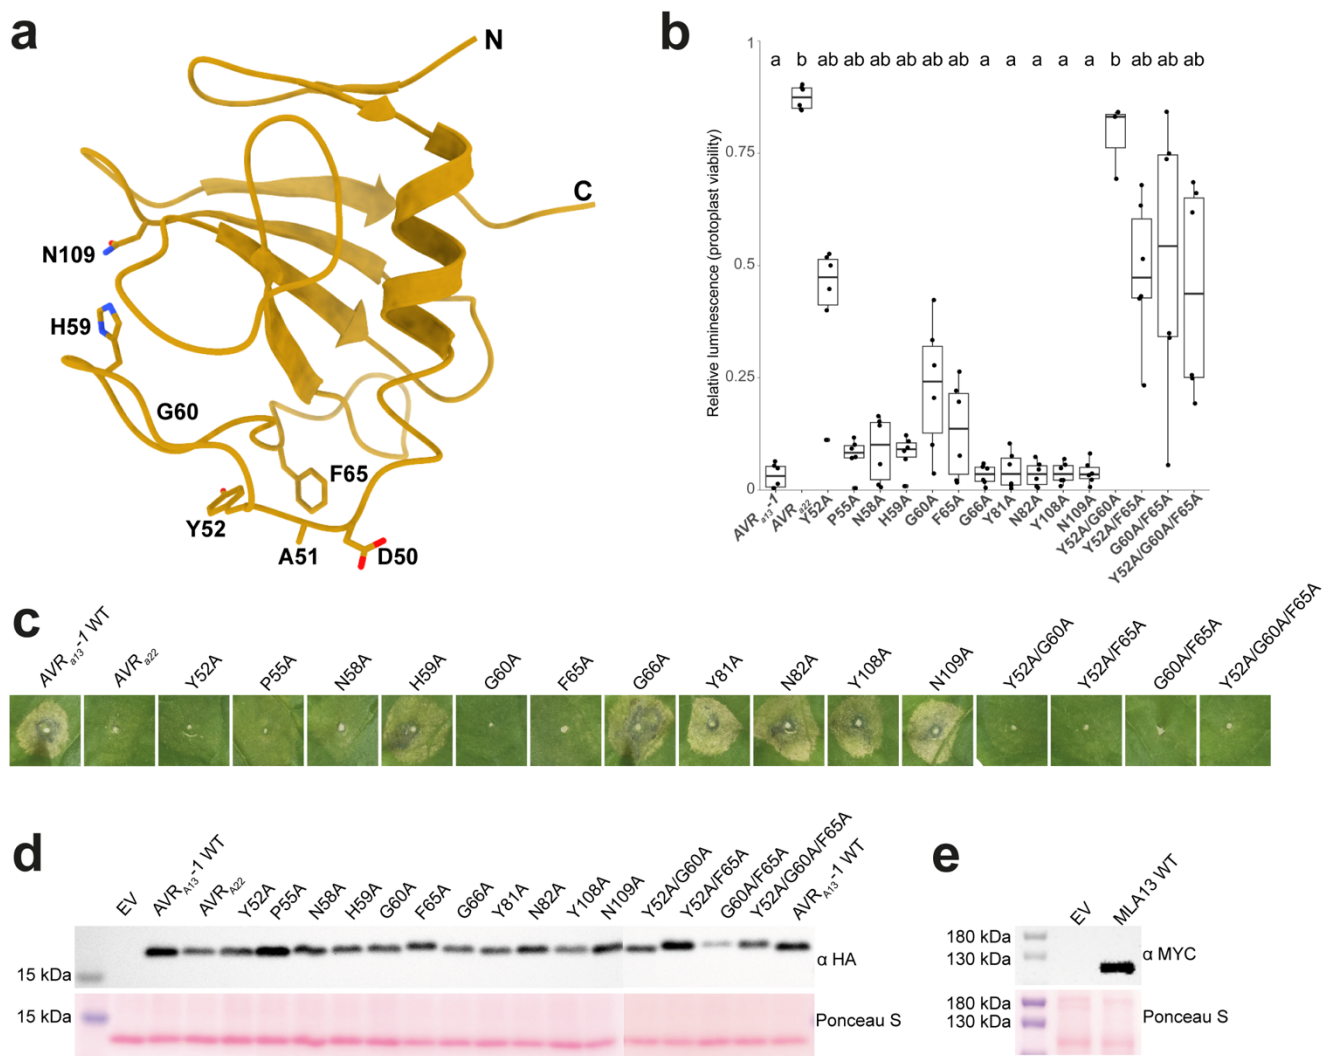 a
N
C
N109
H59
G60
F65
Y52
A51
D50
b
a b ab ab ab ab ab ab a a a a a b ab ab ab
Relative luminescence (protoplast viability)
1
0.75
0.5
0.25
0
AVRa13-1
AVRa22
Y52A
P55A
N58A
H59A
G60A
F65A
G66A
Y81A
N82A
Y108A
N109A
Y52A/G60A
Y52A/F65A
G60A/F65A
Y52A/G60A/F65A
c
AVRa13-1 WT
AVRa22
Y52A
P55A
N58A
H59A
G60A
F65A
G66A
Y81A
N82A
Y108A
N109A
Y52A/G60A
Y52A/F65A
G60A/F65A
Y52A/G60A/F65A
d
EV
AVRA13-1 WT
AVRA22
Y52A
P55A
N58A
H59A
G60A
F65A
G66A
Y81A
N82A
Y108A
N109A
Y52A/G60A
Y52A/F65A
G60A/F65A
Y52A/G60A/F65A
AVRA13-1 WT
15 kDa
α HA
15 kDa
Ponceau S
e
EV
MLA13 WT
180 kDa
130 kDa
α MYC
180 kDa
130 kDa
Ponceau S